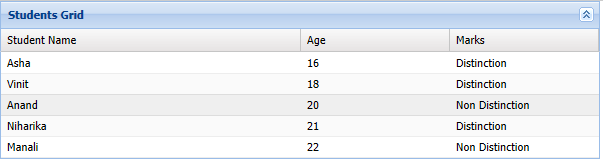 Students Grid
Student Name Age Marks
Asha 16 Distinction
Vinit 18 Distinction
Anand 20 Non Distinction
Niharika 21 Distinction
Manali 22 Non Distinction